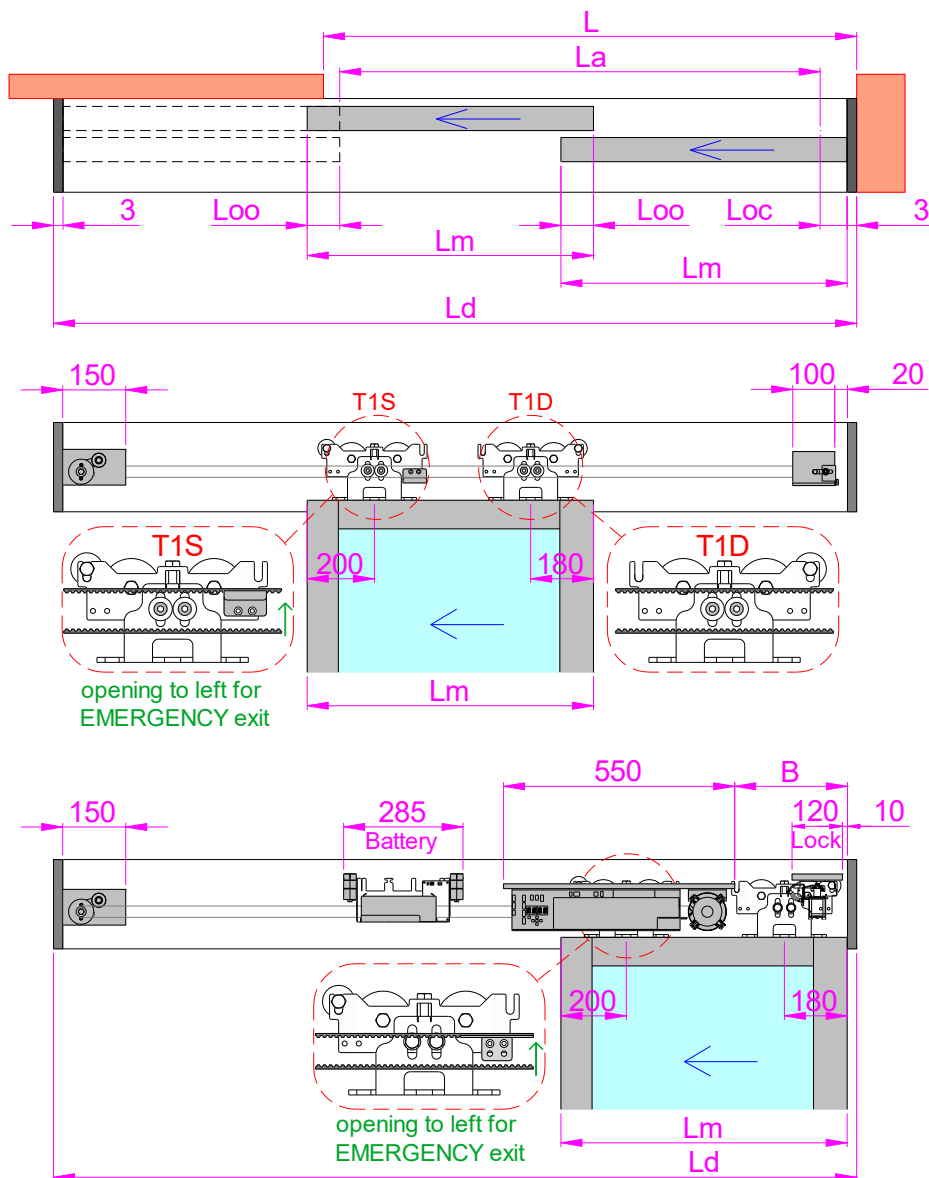 L
La
3
Loo
Loo
Loc
3
Lm
Lm
Ld
150
100
20
T1S
T1D
T1S
200
180
T1D
opening to left for
EMERGENCY exit
Lm
550
B
150
285
120
10
Battery
Lock
200
180
opening to left for
EMERGENCY exit
Lm
Ld